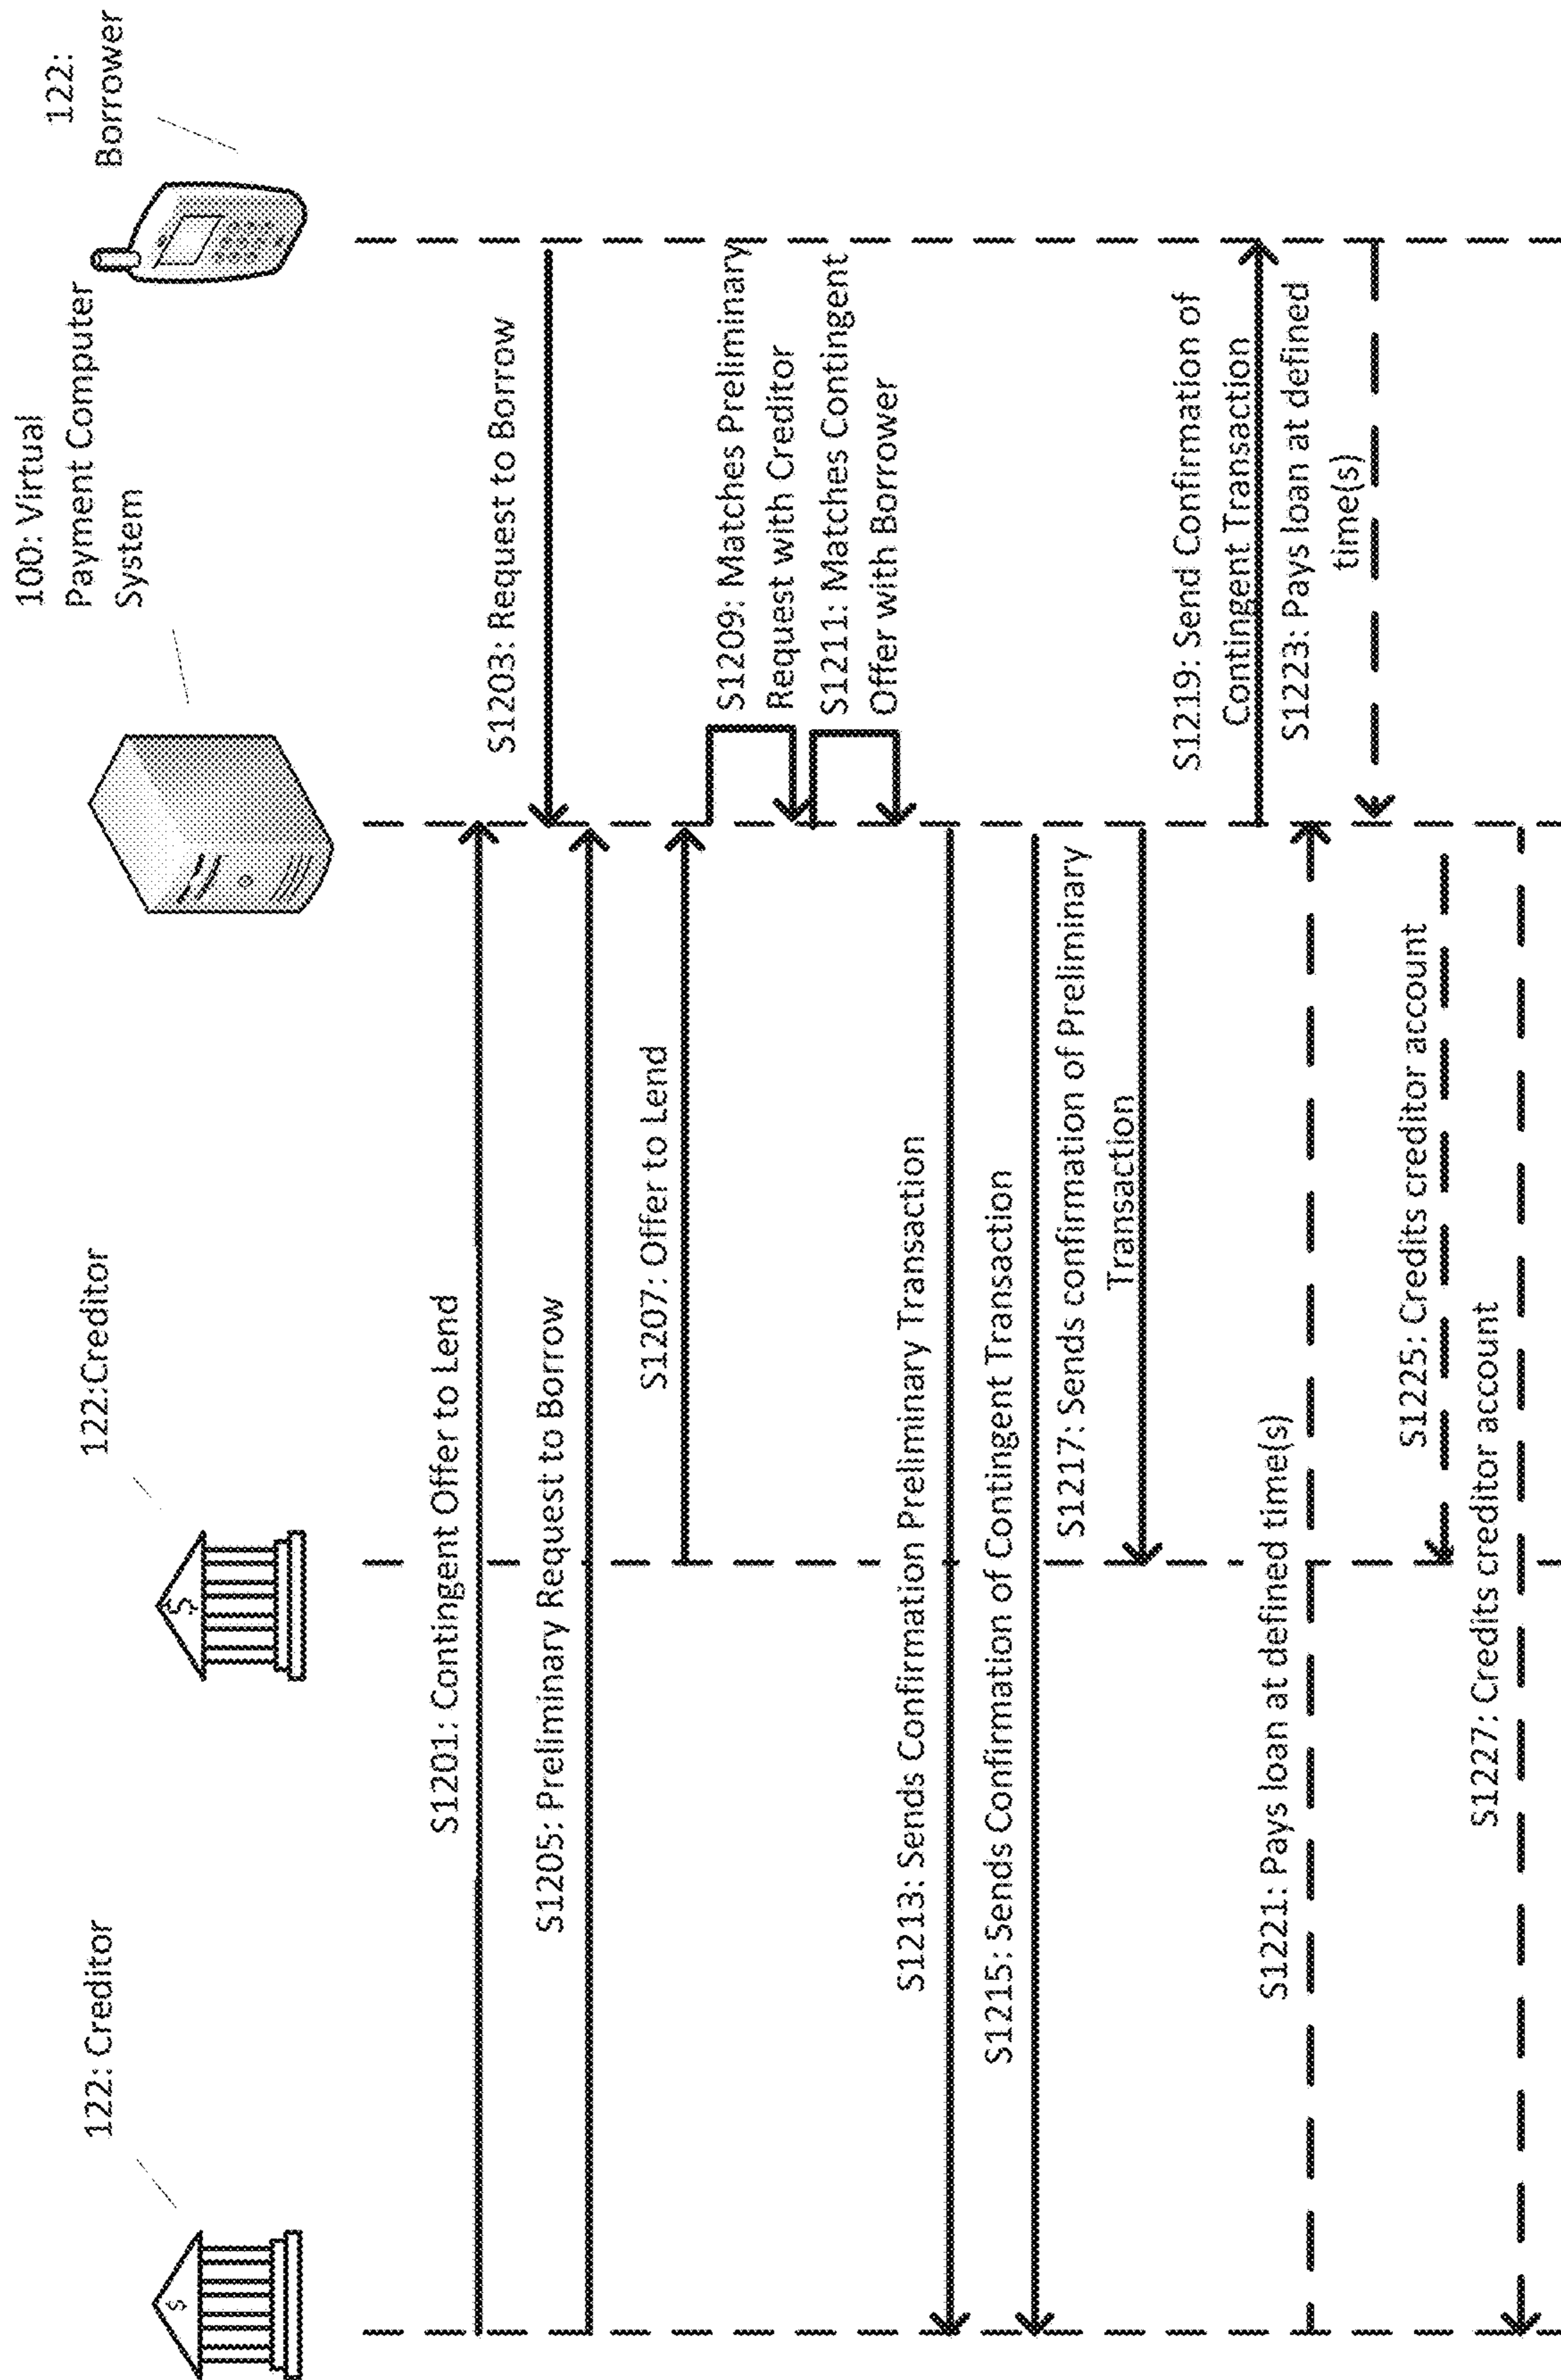 122: Creditor
122:Creditor
100: Virtual
Payment Computer
System
122:
Borrower
S1201: Contingent Offer to Lend
S1203: Request to Borrow
S1205: Preliminary Request to Borrow
S1207: Offer to Lend
S1209: Matches Preliminary
Request with Creditor
S1211: Matches Contingent
Offer with Borrower
S1213: Sends Confirmation Preliminary Transaction
S1215: Sends Confirmation of Contingent Transaction
S1217: Sends confirmation of Preliminary
Transaction
S1219: Send Confirmation of
Contingent Transaction
S1221: Pays loan at defined time(s)
S1223: Pays loan at defined
time(s)
S1225: Credits creditor account
S1227: Credits creditor account
$
$